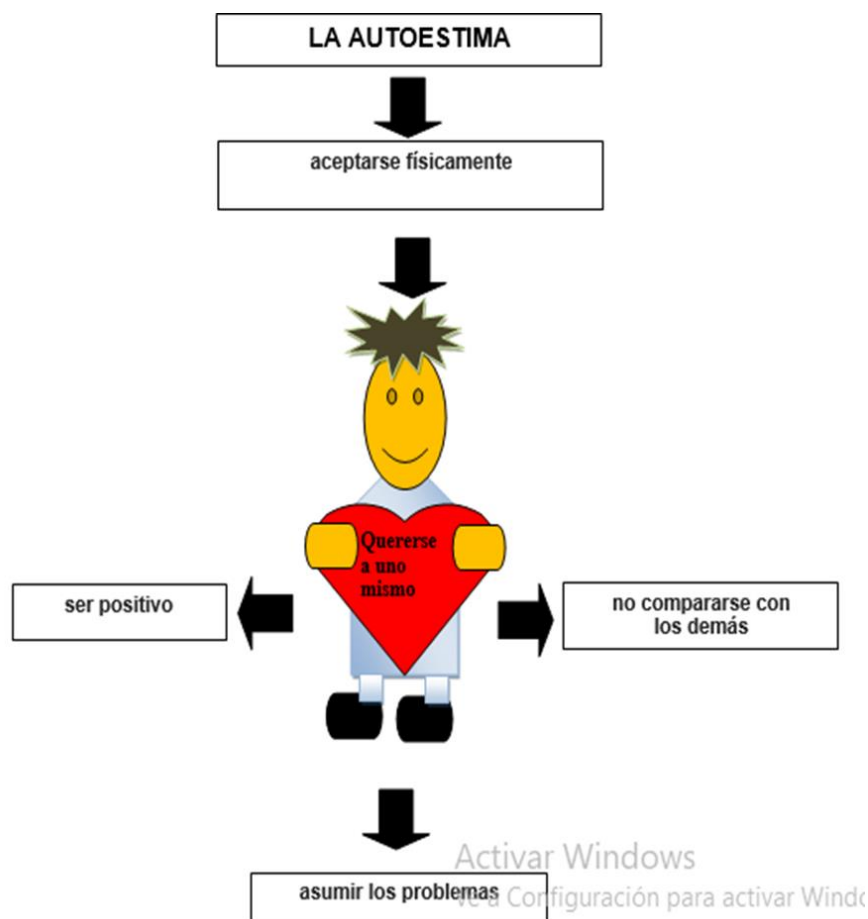 LA AUTOESTIMA
aceptarse físicamente
Quererse
a uno
mismo
ser positivo
no compararse con
los demás
Activar Windows
asumir los problemas
Ve a Configuración para activar